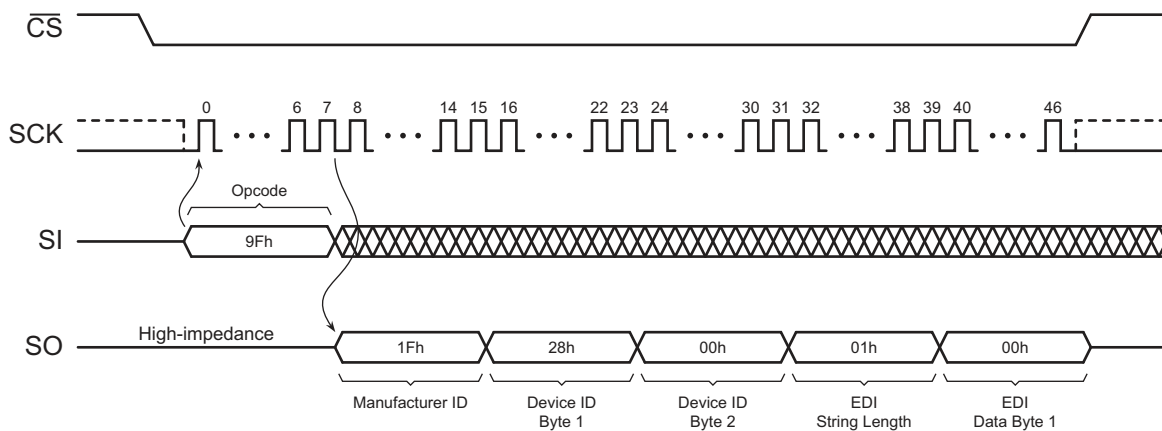 CS
0 6 7 8 14 15 16 22 23 24 30 31 32 38 39 40 46
SCK
Opcode
SI
9Fh
High-impedance
SO
1Fh 28h 00h 01h 00h
Manufacturer ID
Device ID
Byte 1
Device ID
Byte 2
EDI
String Length
EDI
Data Byte 1